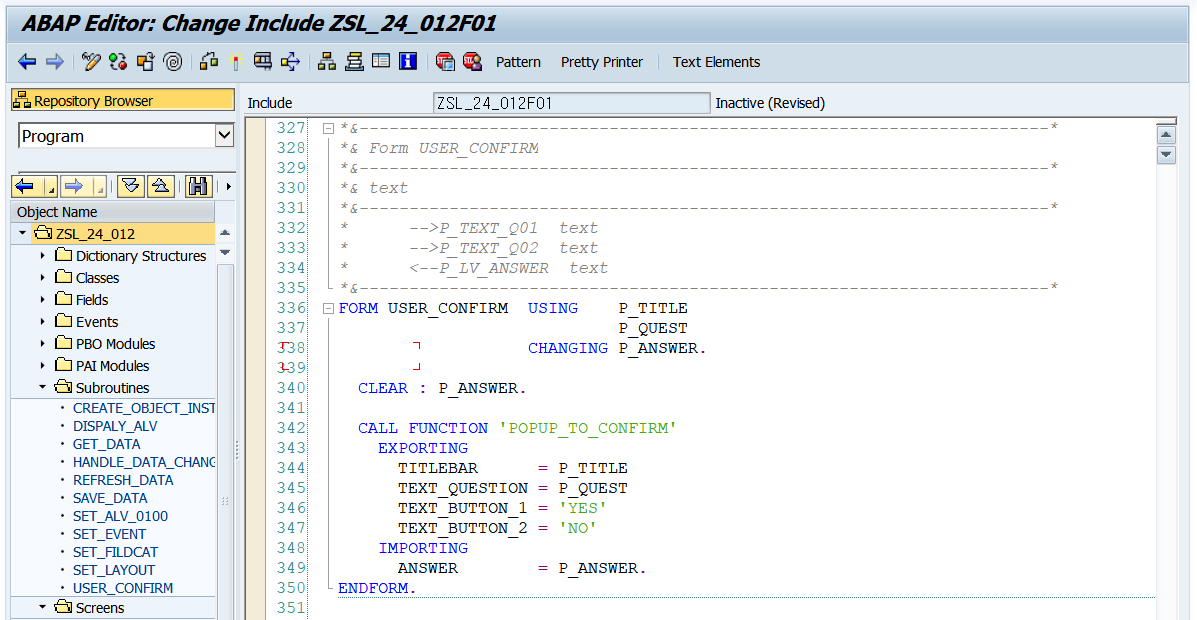 ABAP Editor: Change Include ZSL_24_012F01
Pattern Pretty Printer Text Elements
Repository Browser
Include ZSL_24_012F01 Inactive (Revised)
Program
Object Name
ZSL_24_012
Dictionary Structures
Classes
Fields
Events
PBO Modules
PAI Modules
Subroutines
CREATE_OBJECT_INST
DISPALY_ALV
GET_DATA
HANDLE_DATA_CHANG
REFRESH_DATA
SAVE_DATA
SET_ALV_0100
SET_EVENT
SET_FILDCAT
SET_LAYOUT
USER_CONFIRM
Screens
327 *&---------------------------------------------------------------------*
328 *& Form USER_CONFIRM
329 *&---------------------------------------------------------------------*
330 *& text
331 *&---------------------------------------------------------------------*
332 *      -->P_TEXT_Q01  text
333 *      -->P_TEXT_Q02  text
334 *      <--P_LV_ANSWER  text
335 *&---------------------------------------------------------------------*
336 FORM USER_CONFIRM  USING    P_TITLE
337                             P_QUEST
338                    CHANGING P_ANSWER.
339
340   CLEAR : P_ANSWER.
341
342   CALL FUNCTION 'POPUP_TO_CONFIRM'
343     EXPORTING
344       TITLEBAR      = P_TITLE
345       TEXT_QUESTION = P_QUEST
346       TEXT_BUTTON_1 = 'YES'
347       TEXT_BUTTON_2 = 'NO'
348     IMPORTING
349       ANSWER        = P_ANSWER.
350 ENDFORM.
351